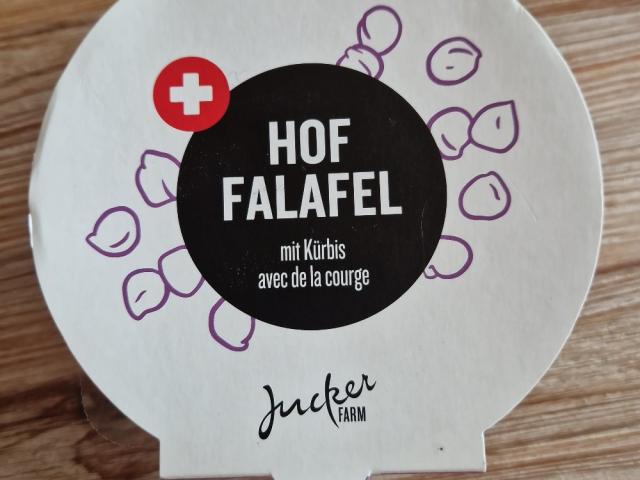 HOF
FALAFEL
mit Kürbis
avec de la courge
Jucker
FARM